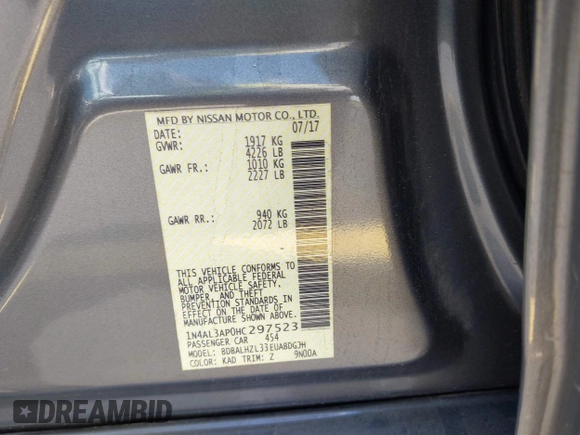 MFD BY NISSAN MOTOR CO., LTD.
DATE: 07/17
GVWR: 1917 KG
4226 LB
GAWR FR.: 1010 KG
2227 LB
GAWR RR.: 940 KG
2072 LB
THIS VEHICLE CONFORMS TO
ALL APPLICABLE FEDERAL
MOTOR VEHICLE SAFETY,
BUMPER, AND THEFT
PREVENTION STANDARDS IN
EFFECT ON THE DATE OF
MANUFACTURE SHOWN ABOVE.
1N4AL3AP0HC297523
PASSENGER CAR 454
MODEL: BDBALHZL33EUA8DGJH
COLOR: KAD TRIM: Z 9N00A
DREAMBID